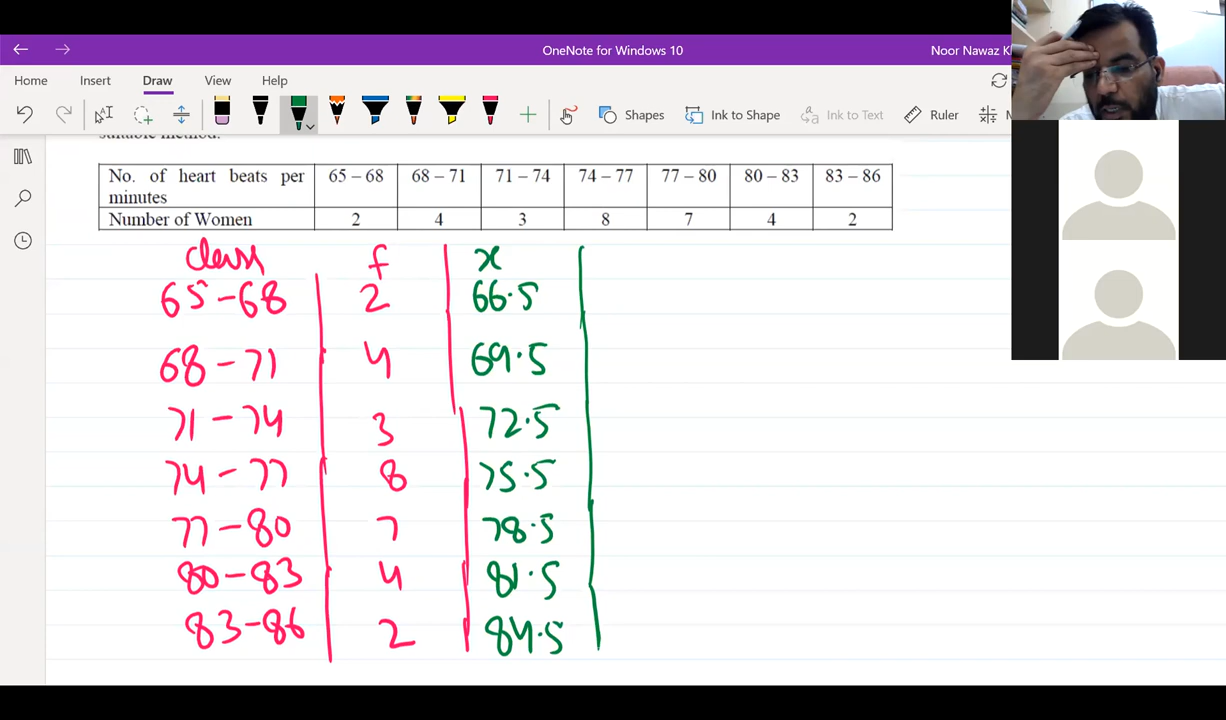 OneNote for Windows 10
Noor Nawaz K
Home Insert Draw View Help
Shapes Ink to Shape Ink to Text Ruler M
suitable method.
No. of heart beats per minutes 65 – 68 68 – 71 71 – 74 74 – 77 77 – 80 80 – 83 83 – 86
Number of Women 2 4 3 8 7 4 2
class f x
65-68 2 66.5
68-71 4 69.5
71-74 3 72.5
74-77 8 75.5
77-80 7 78.5
80-83 4 81.5
83-86 2 84.5